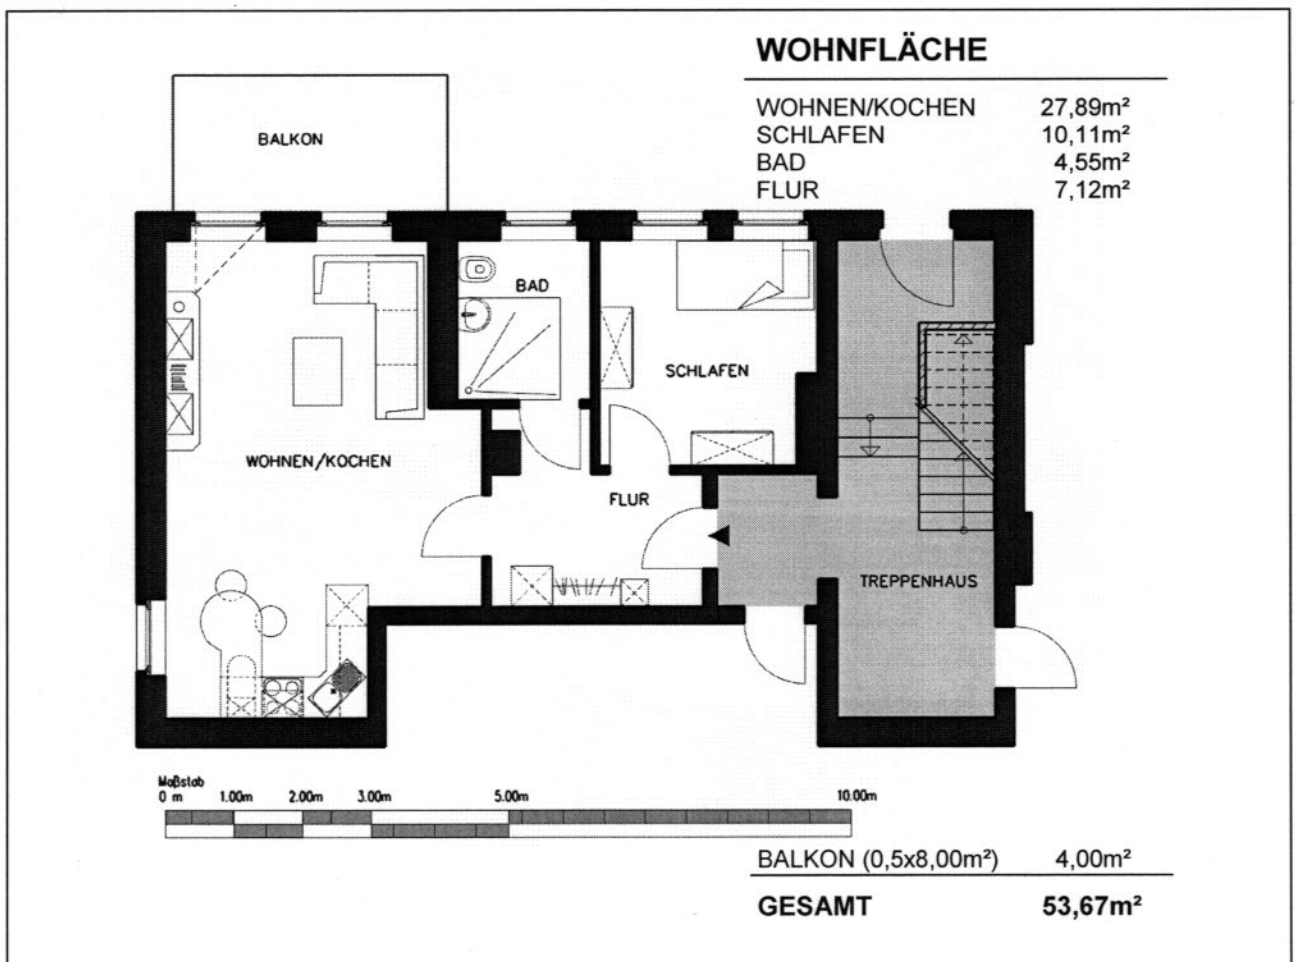 WOHNFLÄCHE
WOHNEN/KOCHEN 27,89m²
SCHLAFEN 10,11m²
BAD 4,55m²
FLUR 7,12m²
BALKON
BAD
SCHLAFEN
WOHNEN/KOCHEN
FLUR
TREPPENHAUS
Maßstab
0 m 1.00m 2.00m 3.00m 5.00m 10.00m
BALKON (0,5x8,00m²) 4,00m²
GESAMT 53,67m²